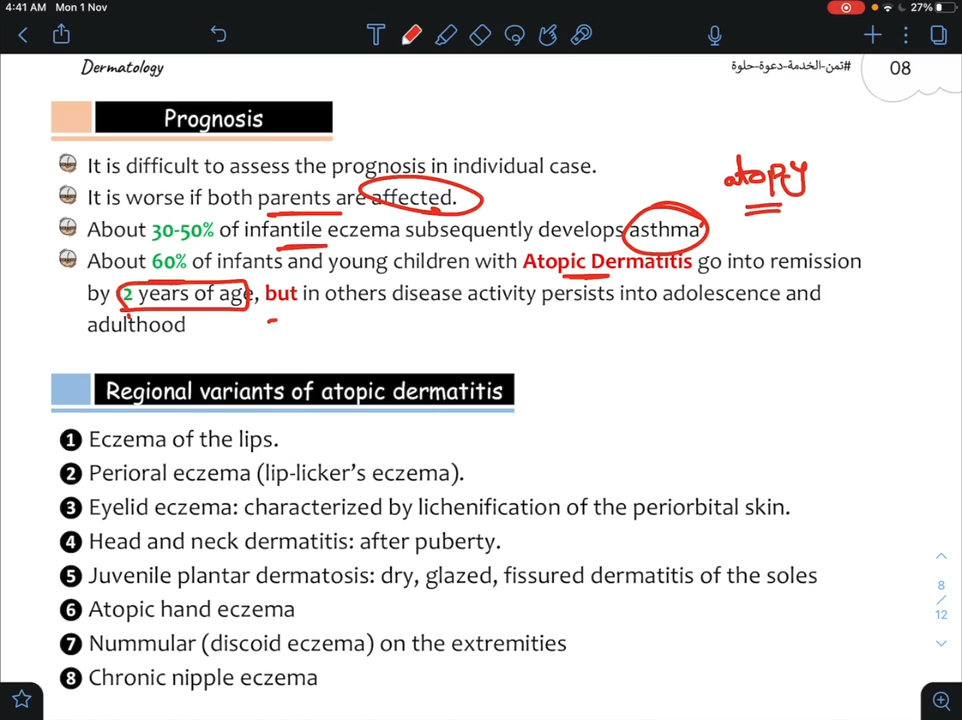 4:41 AM Mon 1 Nov 27%
Dermatology #تمن-الخدمة-دعوة-حلوة 08
Prognosis
It is difficult to assess the prognosis in individual case.
atopy
It is worse if both parents are affected.
About 30-50% of infantile eczema subsequently develops asthma
About 60% of infants and young children with Atopic Dermatitis go into remission
by 2 years of age, but in others disease activity persists into adolescence and
adulthood
Regional variants of atopic dermatitis
1 Eczema of the lips.
2 Perioral eczema (lip-licker’s eczema).
3 Eyelid eczema: characterized by lichenification of the periorbital skin.
4 Head and neck dermatitis: after puberty.
5 Juvenile plantar dermatosis: dry, glazed, fissured dermatitis of the soles
6 Atopic hand eczema
7 Nummular (discoid eczema) on the extremities
8 Chronic nipple eczema
8
/
12